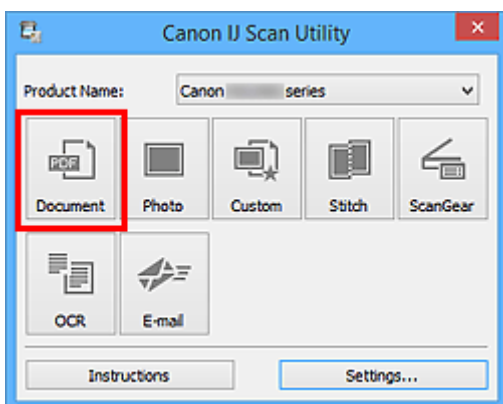 Canon IJ Scan Utility
Product Name: Canon series
PDF
Document Photo Custom Stitch ScanGear
OCR E-mail
Instructions Settings...